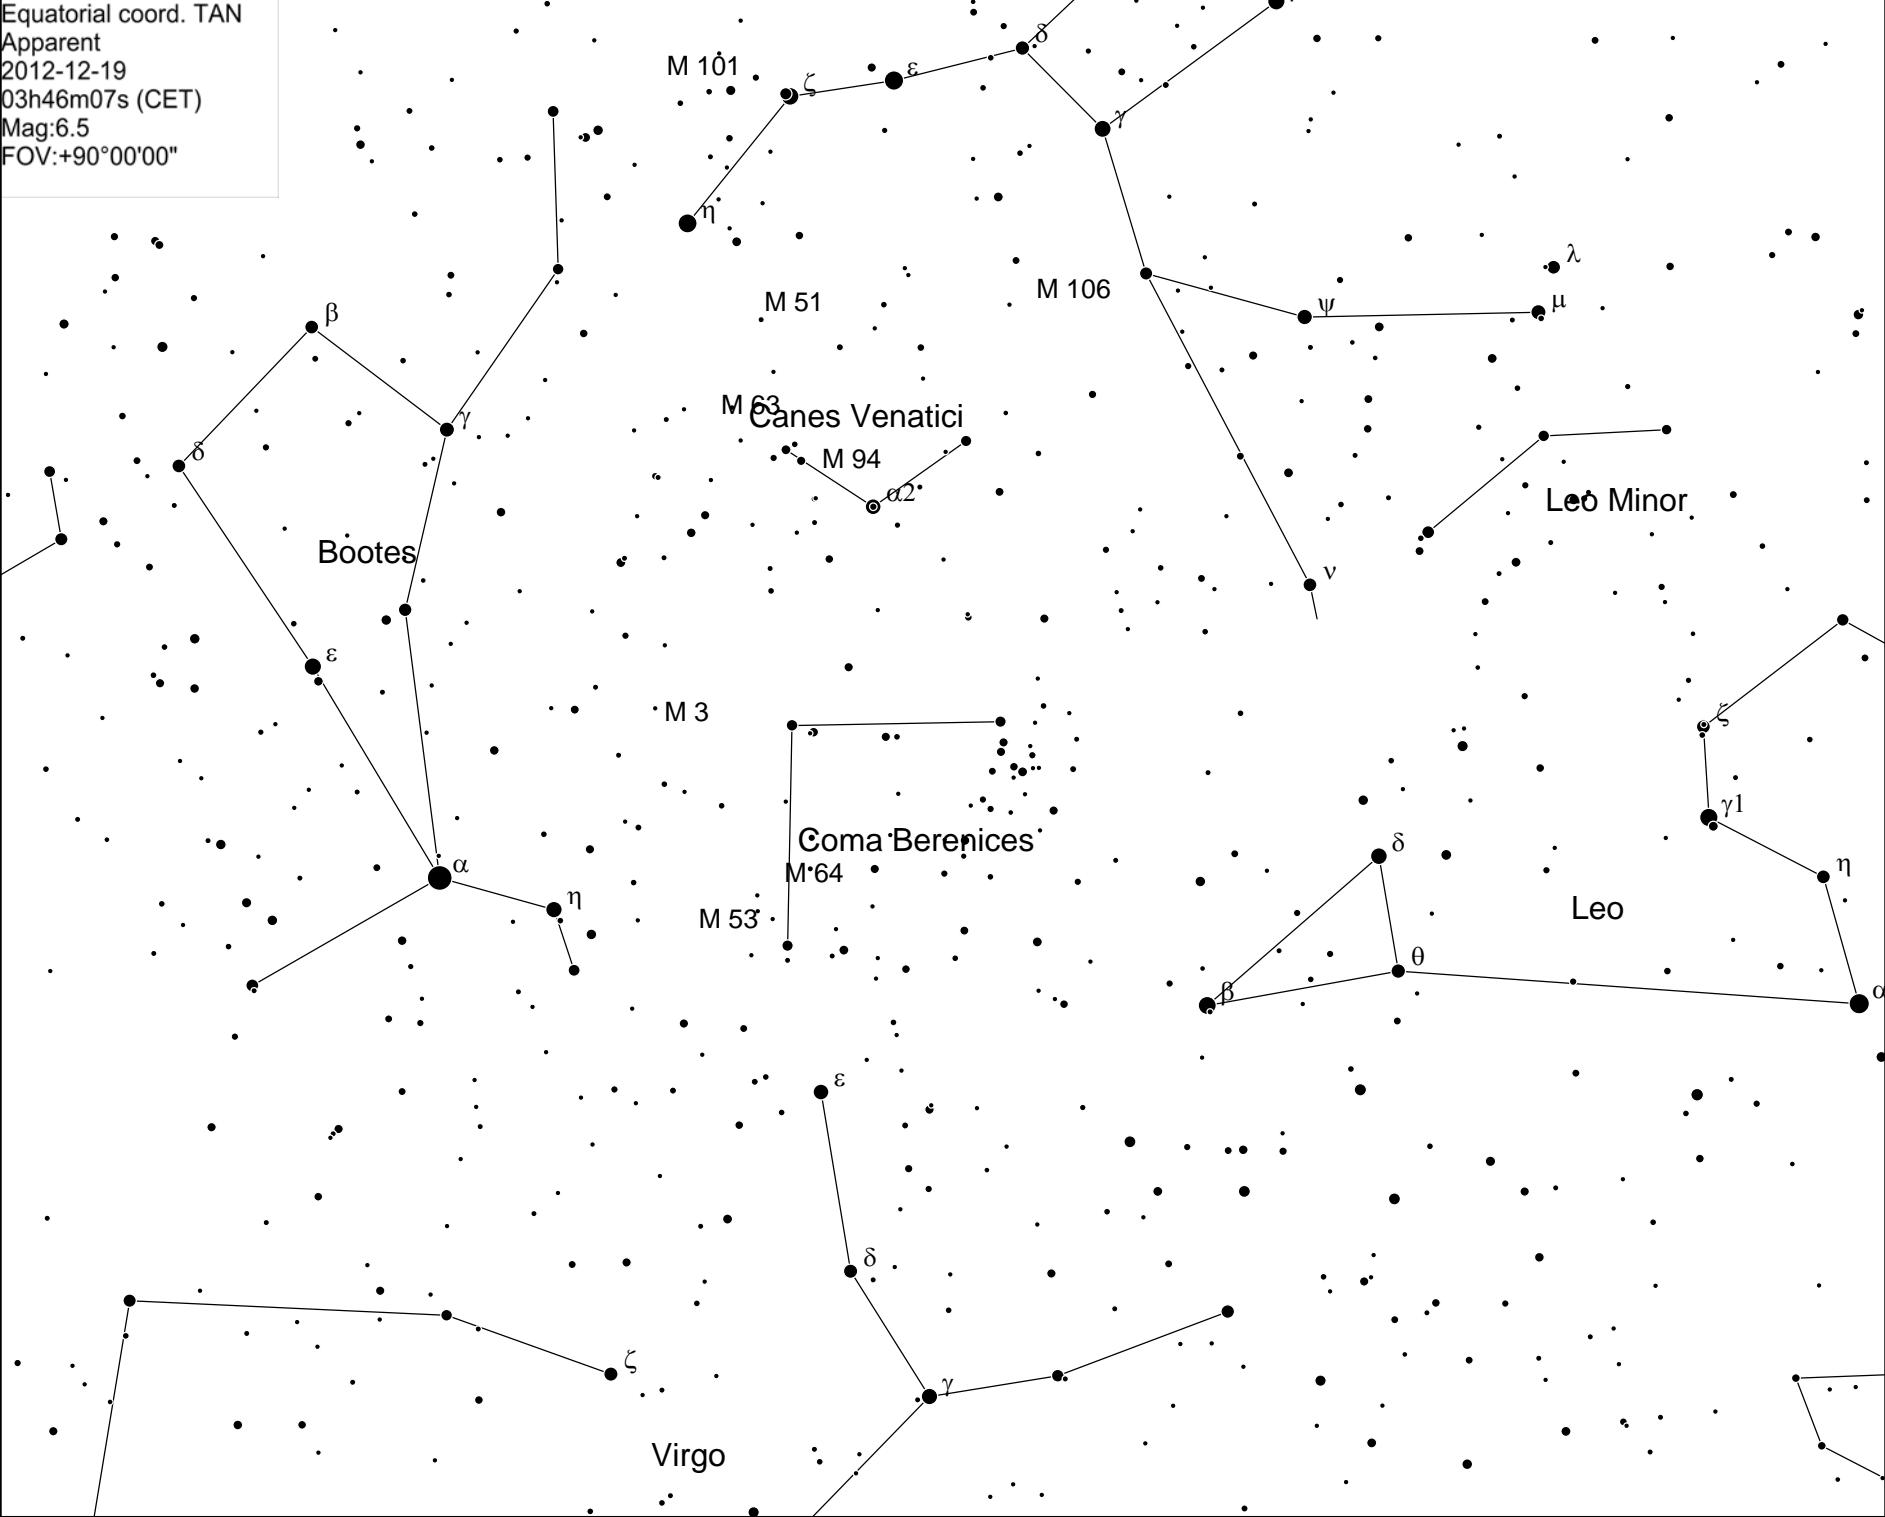 Equatorial coord. TAN
Apparent
2012-12-19
03h46m07s (CET)
Mag:6.5
FOV:+90°00'00"
δ
M 101
ζ
ε
γ
η
λ
M 106
M 51
μ
ψ
β
M 63
Canes Venatici
γ
δ
M 94
α2
Leo Minor
Bootes
ν
ε
M 3
ζ
γ1
Coma Berenices
δ
α
M 64
η
η
Leo
M 53
θ
β
α
ε
δ
ζ
γ
Virgo